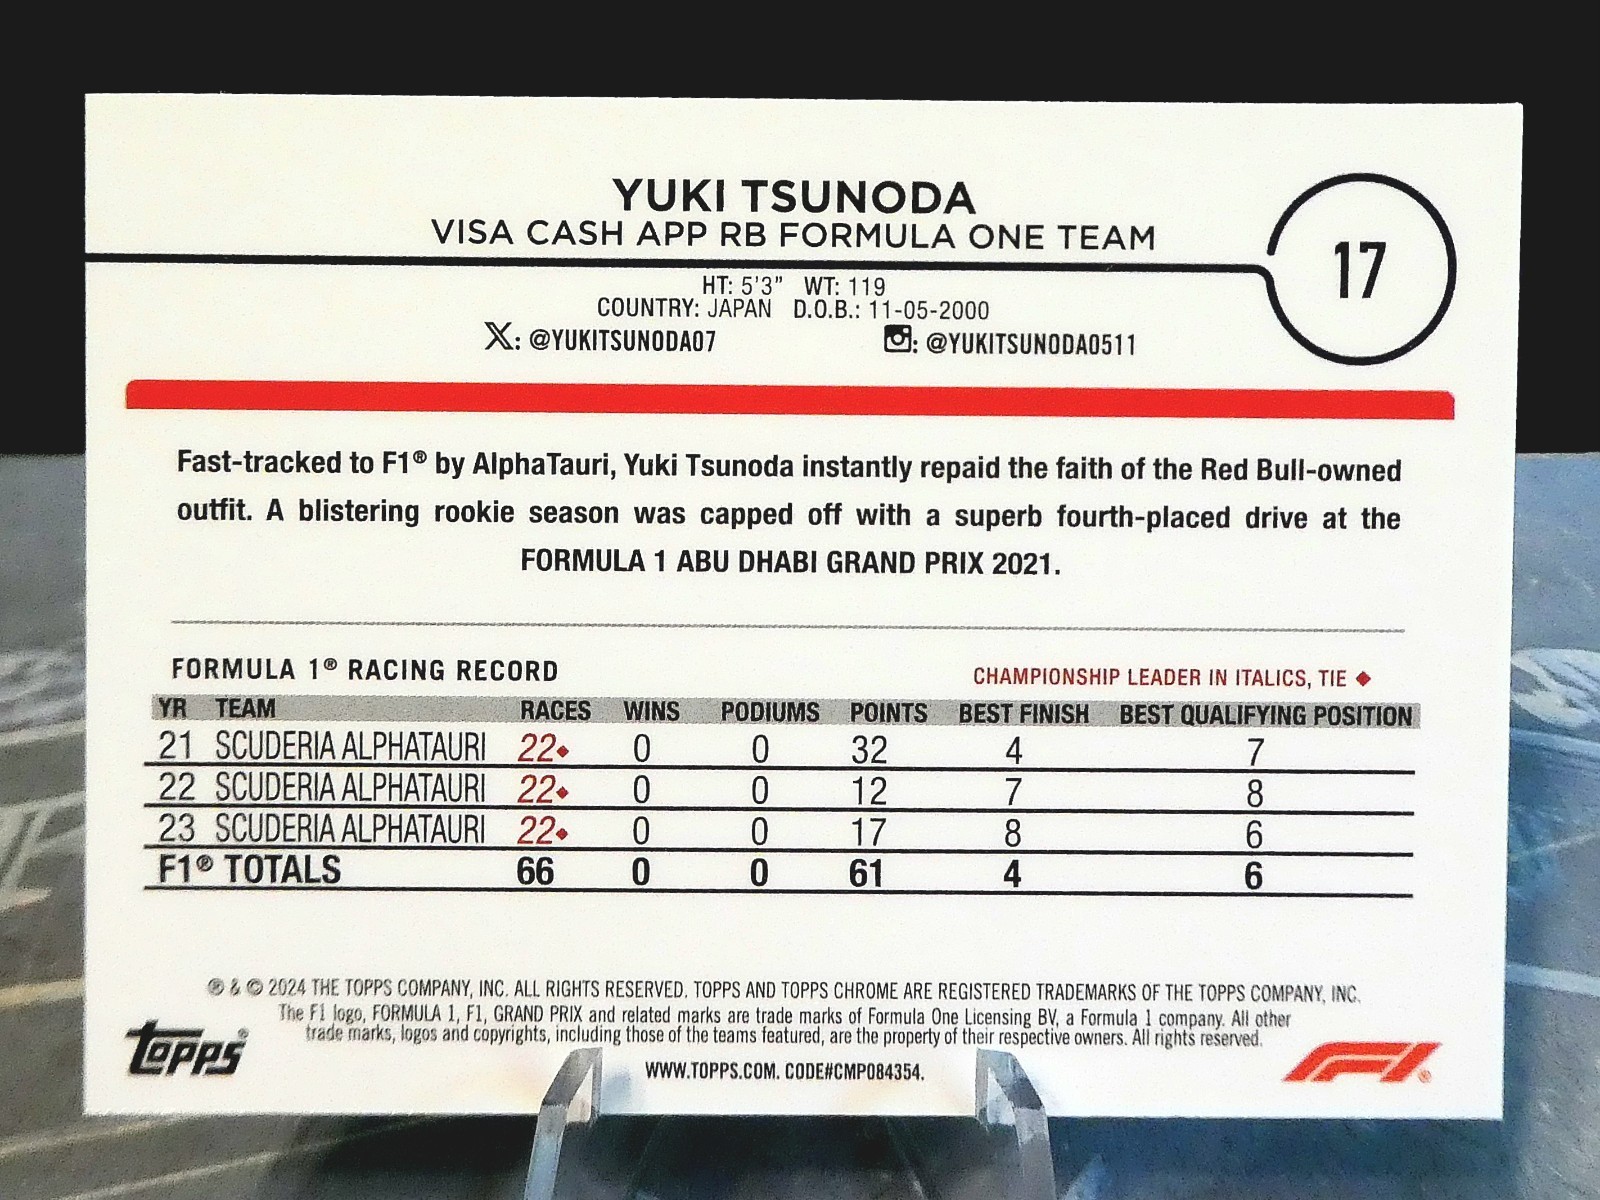 YUKI TSUNODA
VISA CASH APP RB FORMULA ONE TEAM
17
HT: 5'3" WT: 119
COUNTRY: JAPAN D.O.B.: 11-05-2000
X: @YUKITSUNODA07 : @YUKITSUNODA0511
Fast-tracked to F1® by AlphaTauri, Yuki Tsunoda instantly repaid the faith of the Red Bull-owned
outfit. A blistering rookie season was capped off with a superb fourth-placed drive at the
FORMULA 1 ABU DHABI GRAND PRIX 2021.
FORMULA 1® RACING RECORD CHAMPIONSHIP LEADER IN ITALICS, TIE ◆
YR TEAM RACES WINS PODIUMS POINTS BEST FINISH BEST QUALIFYING POSITION
21 SCUDERIA ALPHATAURI 22◆ 0 0 32 4 7
22 SCUDERIA ALPHATAURI 22◆ 0 0 12 7 8
23 SCUDERIA ALPHATAURI 22◆ 0 0 17 8 6
F1® TOTALS 66 0 0 61 4 6
® & © 2024 THE TOPPS COMPANY, INC. ALL RIGHTS RESERVED. TOPPS AND TOPPS CHROME ARE REGISTERED TRADEMARKS OF THE TOPPS COMPANY, INC.
The F1 logo, FORMULA 1, F1, GRAND PRIX and related marks are trade marks of Formula One Licensing BV, a Formula 1 company. All other
trade marks, logos and copyrights, including those of the teams featured, are the property of their respective owners. All rights reserved.
topps® WWW.TOPPS.COM. CODE#CMP084354. F1®